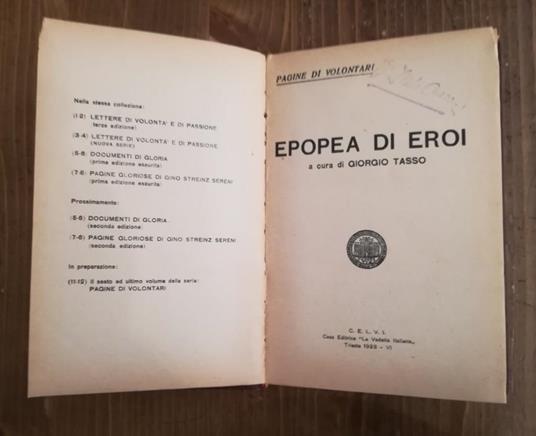 Nella stessa collezione:
(1-2) LETTERE DI VOLONTA' E DI PASSIONE
(terza edizione)
(3-4) LETTERE DI VOLONTA' E DI PASSIONE
(NUOVA SERIE)
(5-6) DOCUMENTI DI GLORIA
(prima edizione esaurita)
(7-8) PAGINE GLORIOSE DI GINO STREINZ SERENI
(prima edizione esaurita)
Prossimamente:
(5-6) DOCUMENTI DI GLORIA
(seconda edizione)
(7-8) PAGINE GLORIOSE DI GINO STREINZ SERENI
(seconda edizione)
In preparazione:
(11-12) Il sesto ed ultimo volume della serie:
PAGINE DI VOLONTARI
PAGINE DI VOLONTARI
EPOPEA DI EROI
a cura di GIORGIO TASSO
C. E. L. V. I.
Casa Editrice "La Vedetta Italiana"
Trieste 1928 - VI